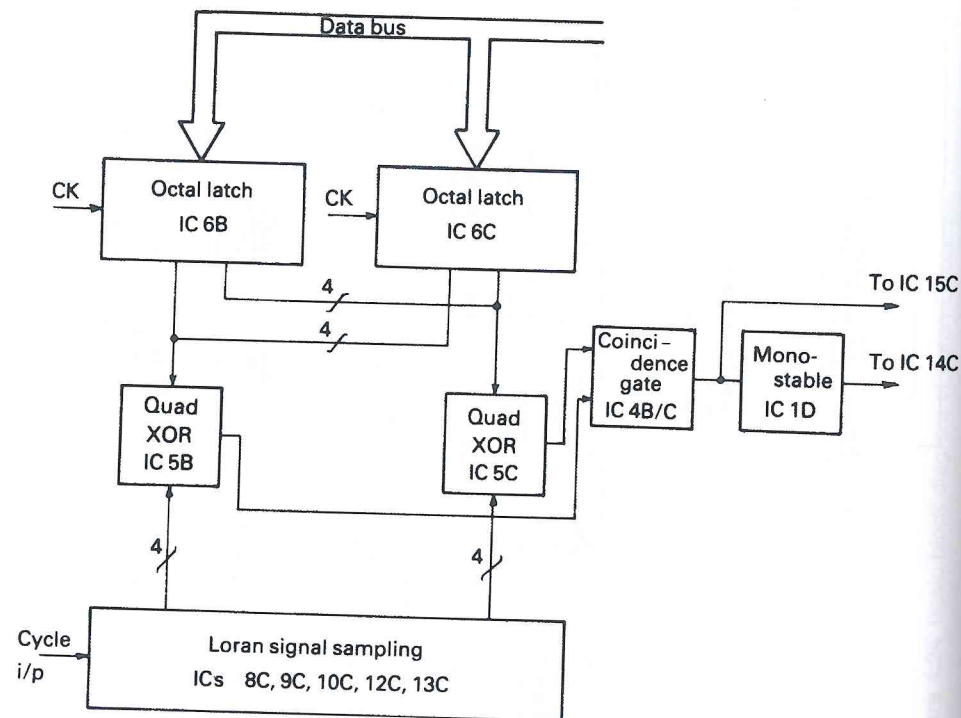 Data bus
CK
Octal latch
IC 6B
CK
Octal latch
IC 6C
4
4
To IC 15C
Coinci-
dence
gate
IC 4B/C
Mono-
stable
IC 1D
To IC 14C
Quad
XOR
IC 5B
Quad
XOR
IC 5C
4
4
Cycle
i/p
Loran signal sampling
ICs 8C, 9C, 10C, 12C, 13C